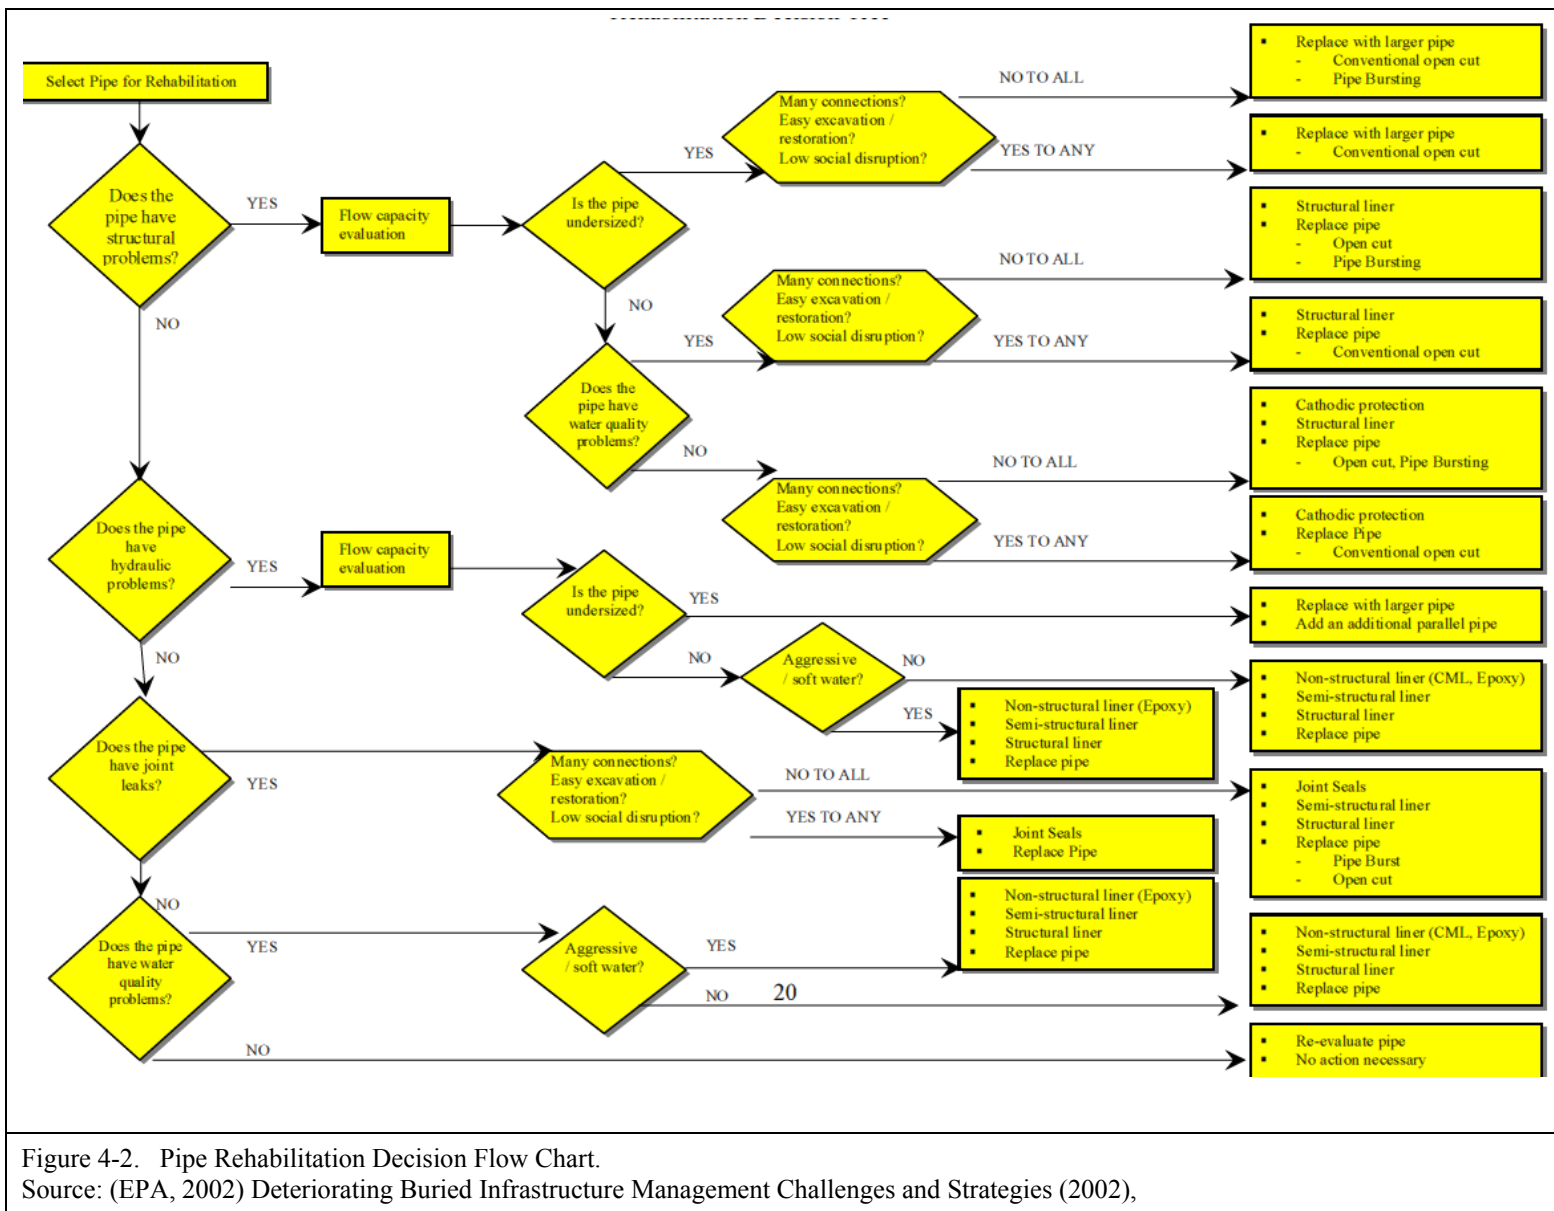 Select Pipe for Rehabilitation
Does the
pipe have
structural
problems?
YES
NO
Flow capacity
evaluation
Is the pipe
undersized?
YES
NO
Many connections?
Easy excavation /
restoration?
Low social disruption?
NO TO ALL
YES TO ANY
▪ Replace with larger pipe
- Conventional open cut
- Pipe Bursting
▪ Replace with larger pipe
- Conventional open cut
Does the
pipe have
water quality
problems?
YES
NO
Many connections?
Easy excavation /
restoration?
Low social disruption?
NO TO ALL
YES TO ANY
▪ Structural liner
▪ Replace pipe
- Open cut
- Pipe Bursting
▪ Structural liner
▪ Replace pipe
- Conventional open cut
Many connections?
Easy excavation /
restoration?
Low social disruption?
NO TO ALL
YES TO ANY
▪ Cathodic protection
▪ Structural liner
▪ Replace pipe
- Open cut, Pipe Bursting
▪ Cathodic protection
▪ Replace Pipe
- Conventional open cut
Does the pipe
have
hydraulic
problems?
YES
NO
Flow capacity
evaluation
Is the pipe
undersized?
YES
NO
▪ Replace with larger pipe
▪ Add an additional parallel pipe
Aggressive
/ soft water?
NO
YES
▪ Non-structural liner (CML, Epoxy)
▪ Semi-structural liner
▪ Structural liner
▪ Replace pipe
▪ Non-structural liner (Epoxy)
▪ Semi-structural liner
▪ Structural liner
▪ Replace pipe
Does the pipe
have joint
leaks?
YES
NO
Many connections?
Easy excavation /
restoration?
Low social disruption?
NO TO ALL
YES TO ANY
▪ Joint Seals
▪ Semi-structural liner
▪ Structural liner
▪ Replace pipe
- Pipe Burst
- Open cut
▪ Joint Seals
▪ Replace Pipe
Does the pipe
have water
quality
problems?
YES
NO
Aggressive
/ soft water?
YES
NO
20
▪ Non-structural liner (Epoxy)
▪ Semi-structural liner
▪ Structural liner
▪ Replace pipe
▪ Non-structural liner (CML, Epoxy)
▪ Semi-structural liner
▪ Structural liner
▪ Replace pipe
▪ Re-evaluate pipe
▪ No action necessary
Figure 4-2. Pipe Rehabilitation Decision Flow Chart.
Source: (EPA, 2002) Deteriorating Buried Infrastructure Management Challenges and Strategies (2002),